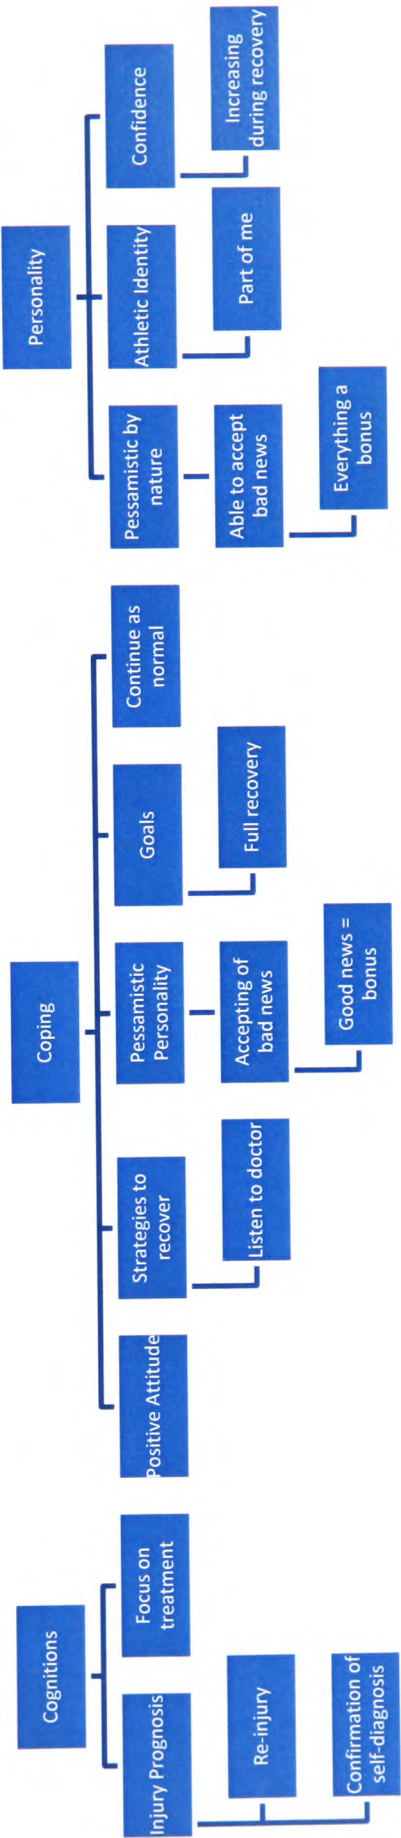 Cognitions
Injury Prognosis
Focus on
treatment
Re-injury
Confirmation of
self-diagnosis
Coping
Positive Attitude
Strategies to
recover
Pessamistic
Personality
Goals
Continue as
normal
Listen to doctor
Accepting of
bad news
Full recovery
Good news =
bonus
Personality
Pessamistic by
nature
Athletic Identity
Confidence
Able to accept
bad news
Part of me
Increasing
during recovery
Everything a
bonus